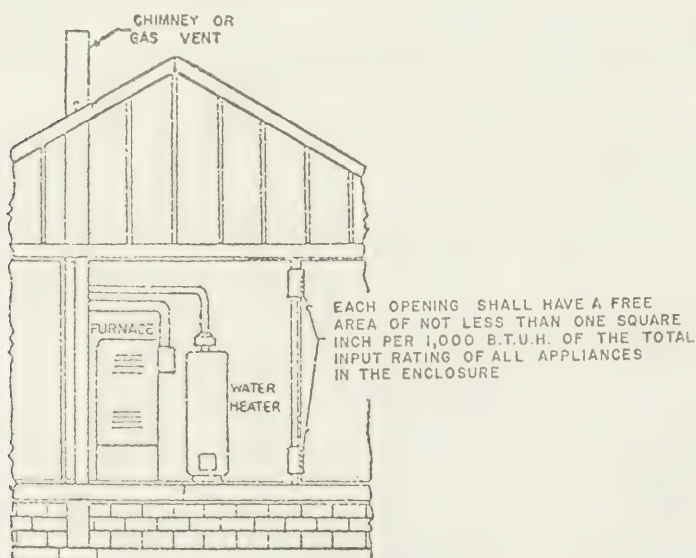 CHIMNEY OR
GAS VENT
EACH OPENING SHALL HAVE A FREE
AREA OF NOT LESS THAN ONE SQUARE
INCH PER 1,000 B.T.U.H. OF THE TOTAL
INPUT RATING OF ALL APPLIANCES
IN THE ENCLOSURE
FURNACE
WATER
HEATER